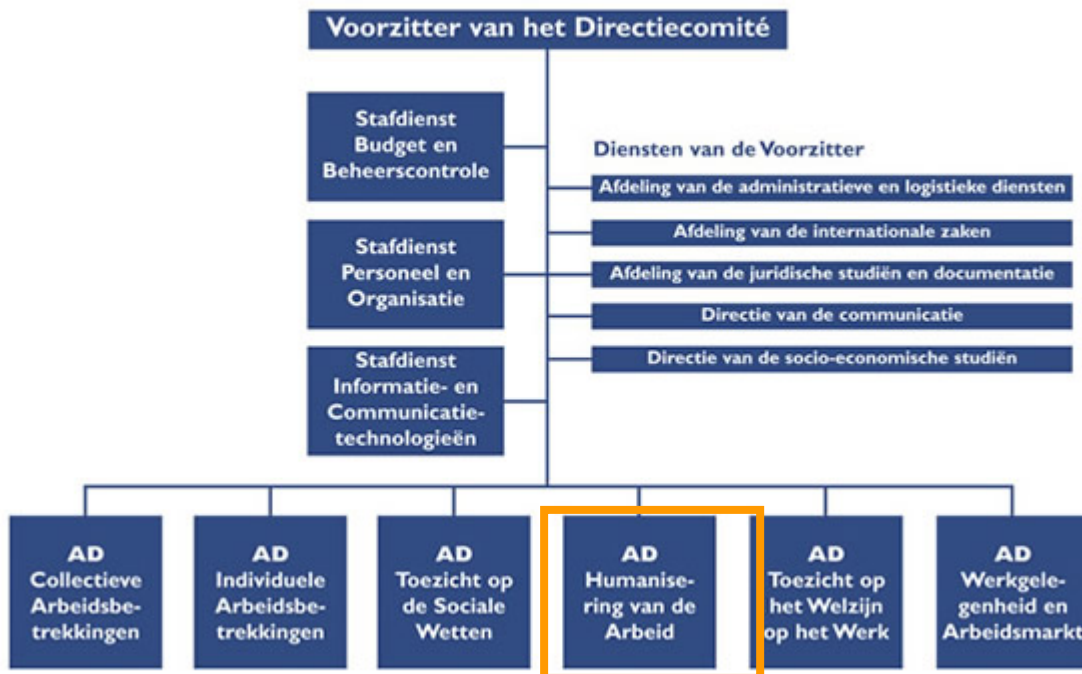 Voorzitter van het Directiecomité
Stafdienst
Budget en
Beheerscontrole
Diensten van de Voorzitter
Afdeling van de administratieve en logistieke diensten
Afdeling van de internationale zaken
Stafdienst
Personeel en
Organisatie
Afdeling van de juridische studiën en documentatie
Directie van de communicatie
Directie van de socio-economische studiën
Stafdienst
Informatie- en
Communicatie-
technologieën
AD
Collectieve
Arbeidsbe-
trekkingen
AD
Individuele
Arbeidsbe-
trekkingen
AD
Toezicht op
de Sociale
Wetten
AD
Humanise-
ring van de
Arbeid
AD
Toezicht op
het Welzijn
op het Werk
AD
Werkgele-
genheid en
Arbeidsmarkt